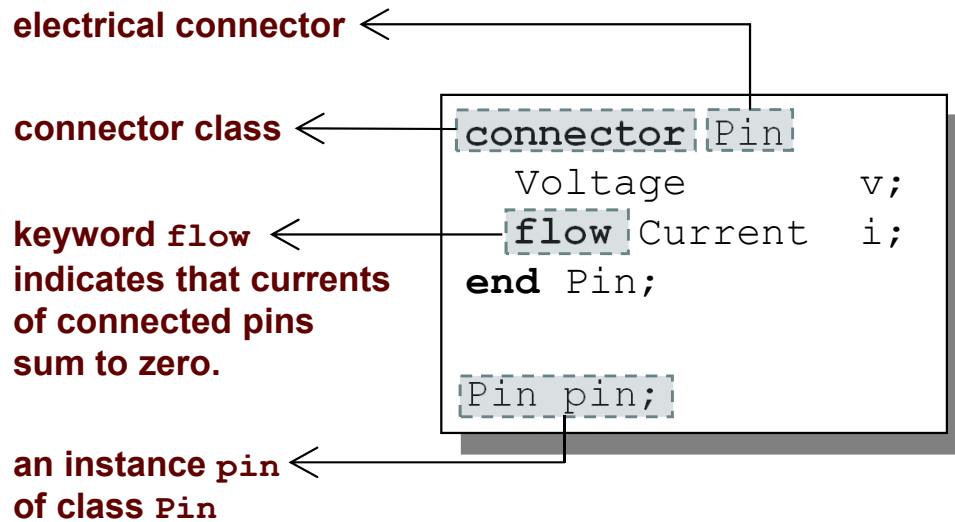 electrical connector
connector class
keyword flow
indicates that currents
of connected pins
sum to zero.
an instance pin
of class Pin
connector Pin
Voltage v;
flow Current i;
end Pin;
Pin pin;